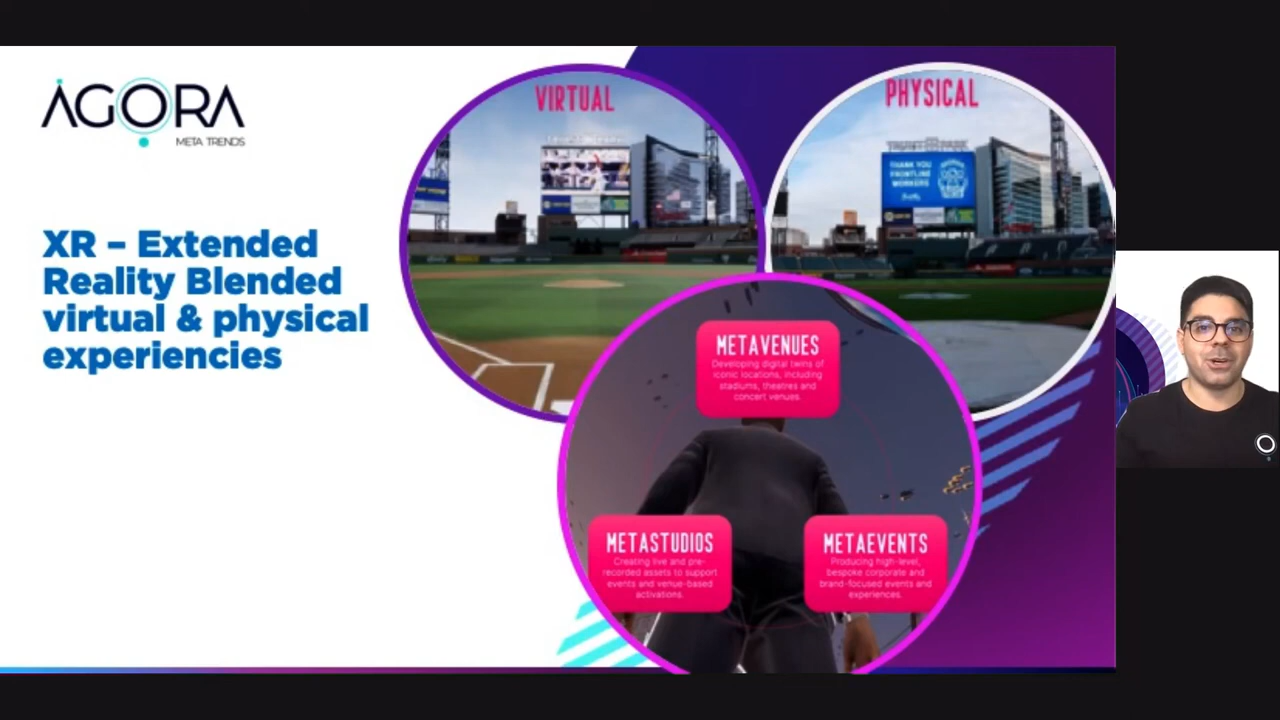 AGORA
META TRENDS
XR – Extended
Reality Blended
virtual & physical
experiencies
VIRTUAL
PHYSICAL
TRUIST PARK
THANK YOU
FRONTLINE
WORKERS
METAVENUES
Developing digital twins of
iconic locations, including
stadiums, theatres and
concert venues.
METASTUDIOS
Creating live and pre-
recorded assets to support
events and venue-based
activations.
METAEVENTS
Producing high-level,
bespoke corporate and
brand-focused events and
experiences.